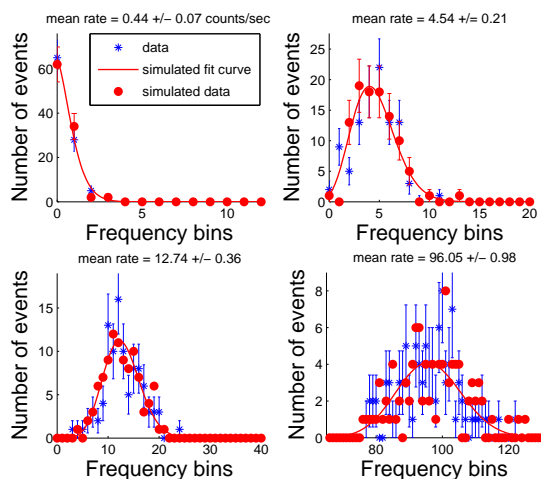 mean rate = 0.44 +/− 0.07 counts/sec
data
simulated fit curve
simulated data
Number of events
60
40
20
0
0 5 10
Frequency bins
mean rate = 4.54 +/− 0.21
Number of events
25
20
15
10
5
0
0 5 10 15 20
Frequency bins
mean rate = 12.74 +/− 0.36
Number of events
15
10
5
0
0 10 20 30 40
Frequency bins
mean rate = 96.05 +/− 0.98
Number of events
8
6
4
2
0
80 100 120
Frequency bins